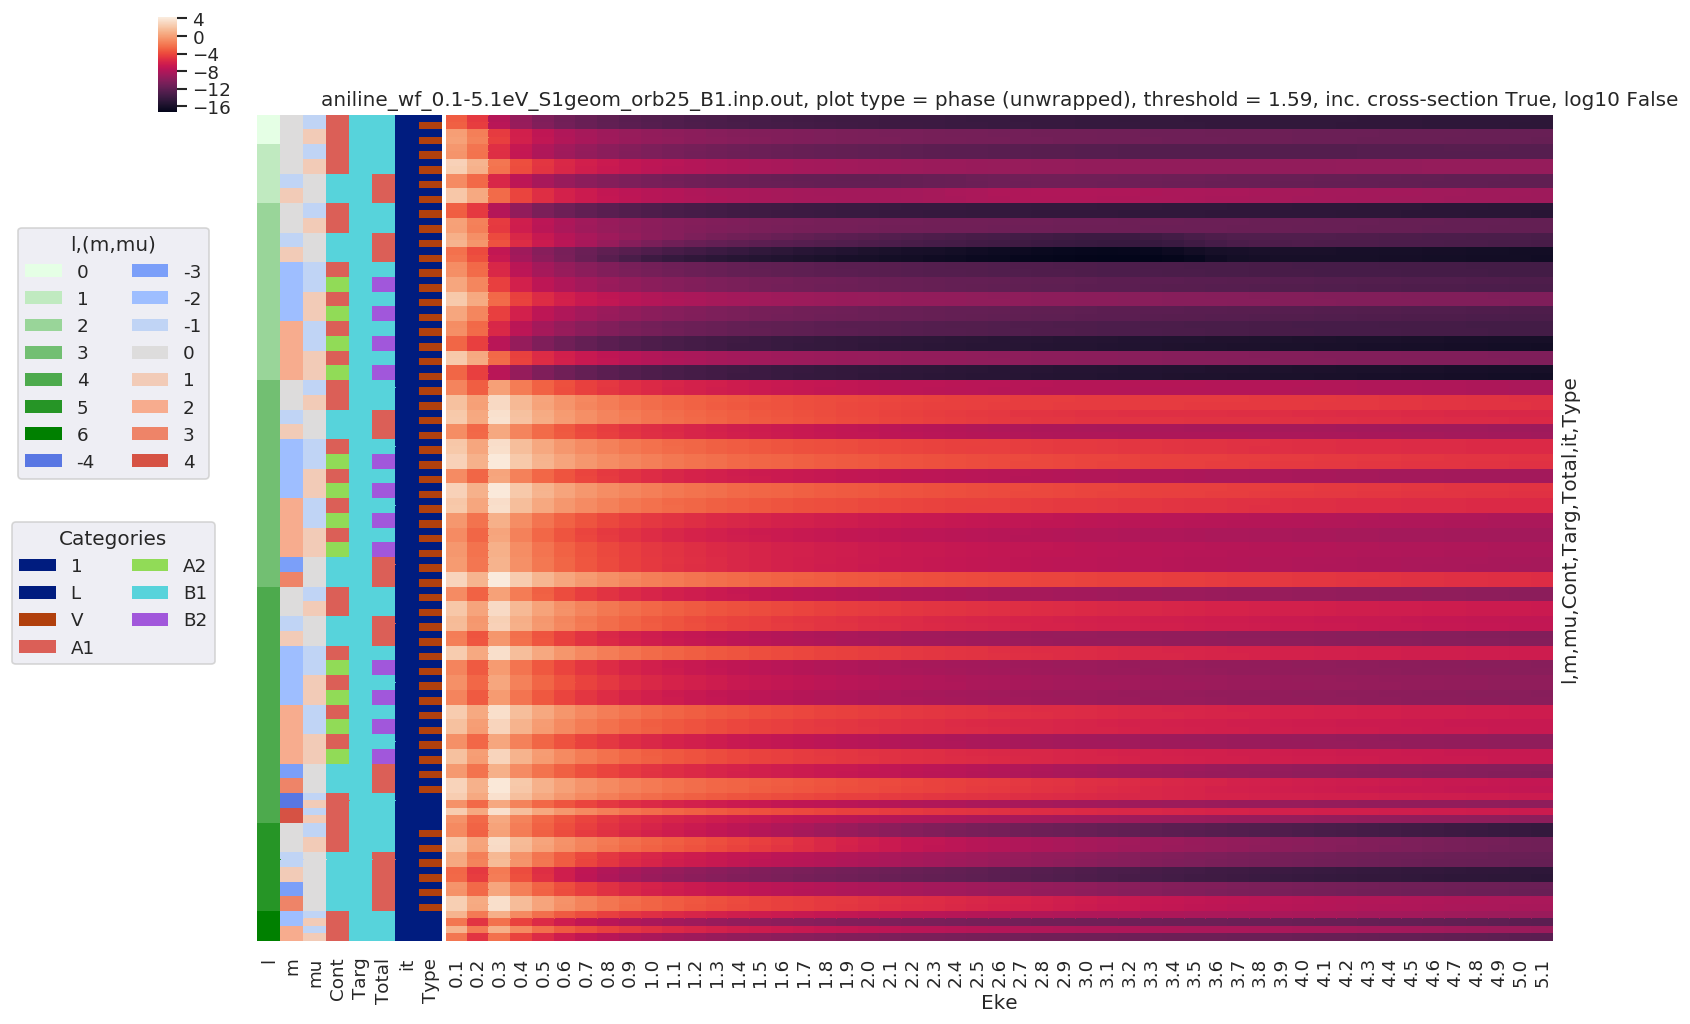 4
0
−4
−8
−12
−16
aniline_wf_0.1-5.1eV_S1geom_orb25_B1.inp.out, plot type = phase (unwrapped), threshold = 1.59, inc. cross-section True, log10 False
l,(m,mu)
0 -3
1 -2
2 -1
3 0
4 1
5 2
6 3
-4 4
Categories
1 A2
L B1
V B2
A1
l,m,mu,Cont,Targ,Total,it,Type
l m mu Cont Targ Total it Type 0.1 0.2 2.3 0.4 0.5 0.6 0.7 0.8 0.9 1.0 1.1 1.2 1.3 1.4 1.5 1.6 1.7 1.8 1.9 2.0 2.1 2.2 2.3 2.4 2.5 2.6 2.7 2.8 2.9 3.0 3.1 3.2 3.3 3.4 3.5 3.6 3.7 3.8 3.9 4.0 4.1 4.2 4.3 4.4 4.5 4.6 4.7 4.8 4.9 5.0 5.1
Eke